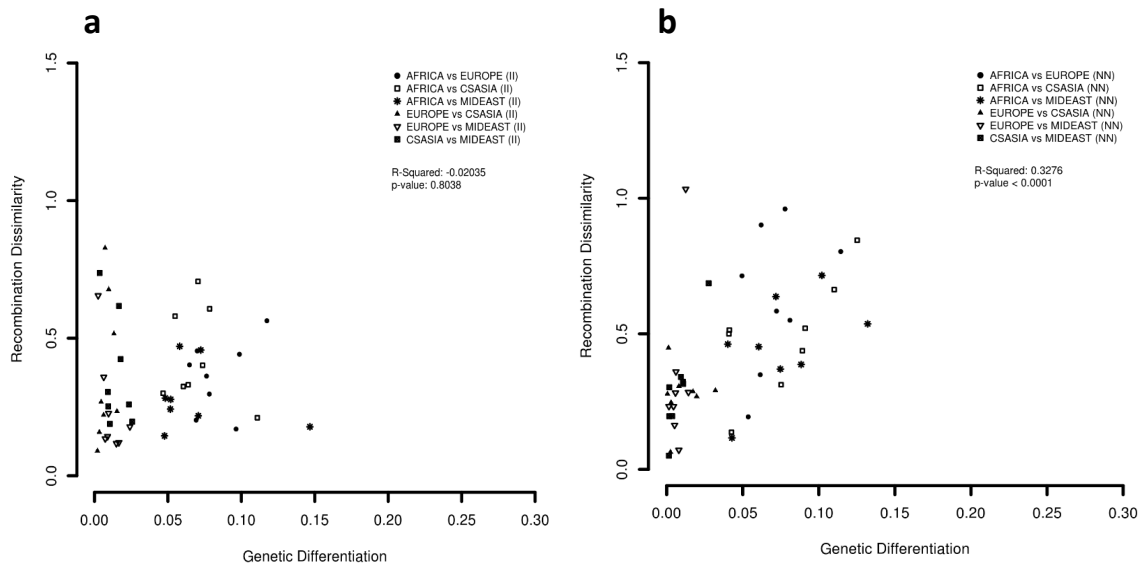 a
1.5
1.0
0.5
0.0
Recombination Dissimilarity
AFRICA vs EUROPE (II)
AFRICA vs CSASIA (II)
AFRICA vs MIDEAST (II)
EUROPE vs CSASIA (II)
EUROPE vs MIDEAST (II)
CSASIA vs MIDEAST (II)
R-Squared: -0.02035
p-value: 0.8038
0.00 0.05 0.10 0.15 0.20 0.25 0.30
Genetic Differentiation
b
1.5
1.0
0.5
0.0
Recombination Dissimilarity
AFRICA vs EUROPE (NN)
AFRICA vs CSASIA (NN)
AFRICA vs MIDEAST (NN)
EUROPE vs CSASIA (NN)
EUROPE vs MIDEAST (NN)
CSASIA vs MIDEAST (NN)
R-Squared: 0.3276
p-value < 0.0001
0.00 0.05 0.10 0.15 0.20 0.25 0.30
Genetic Differentiation